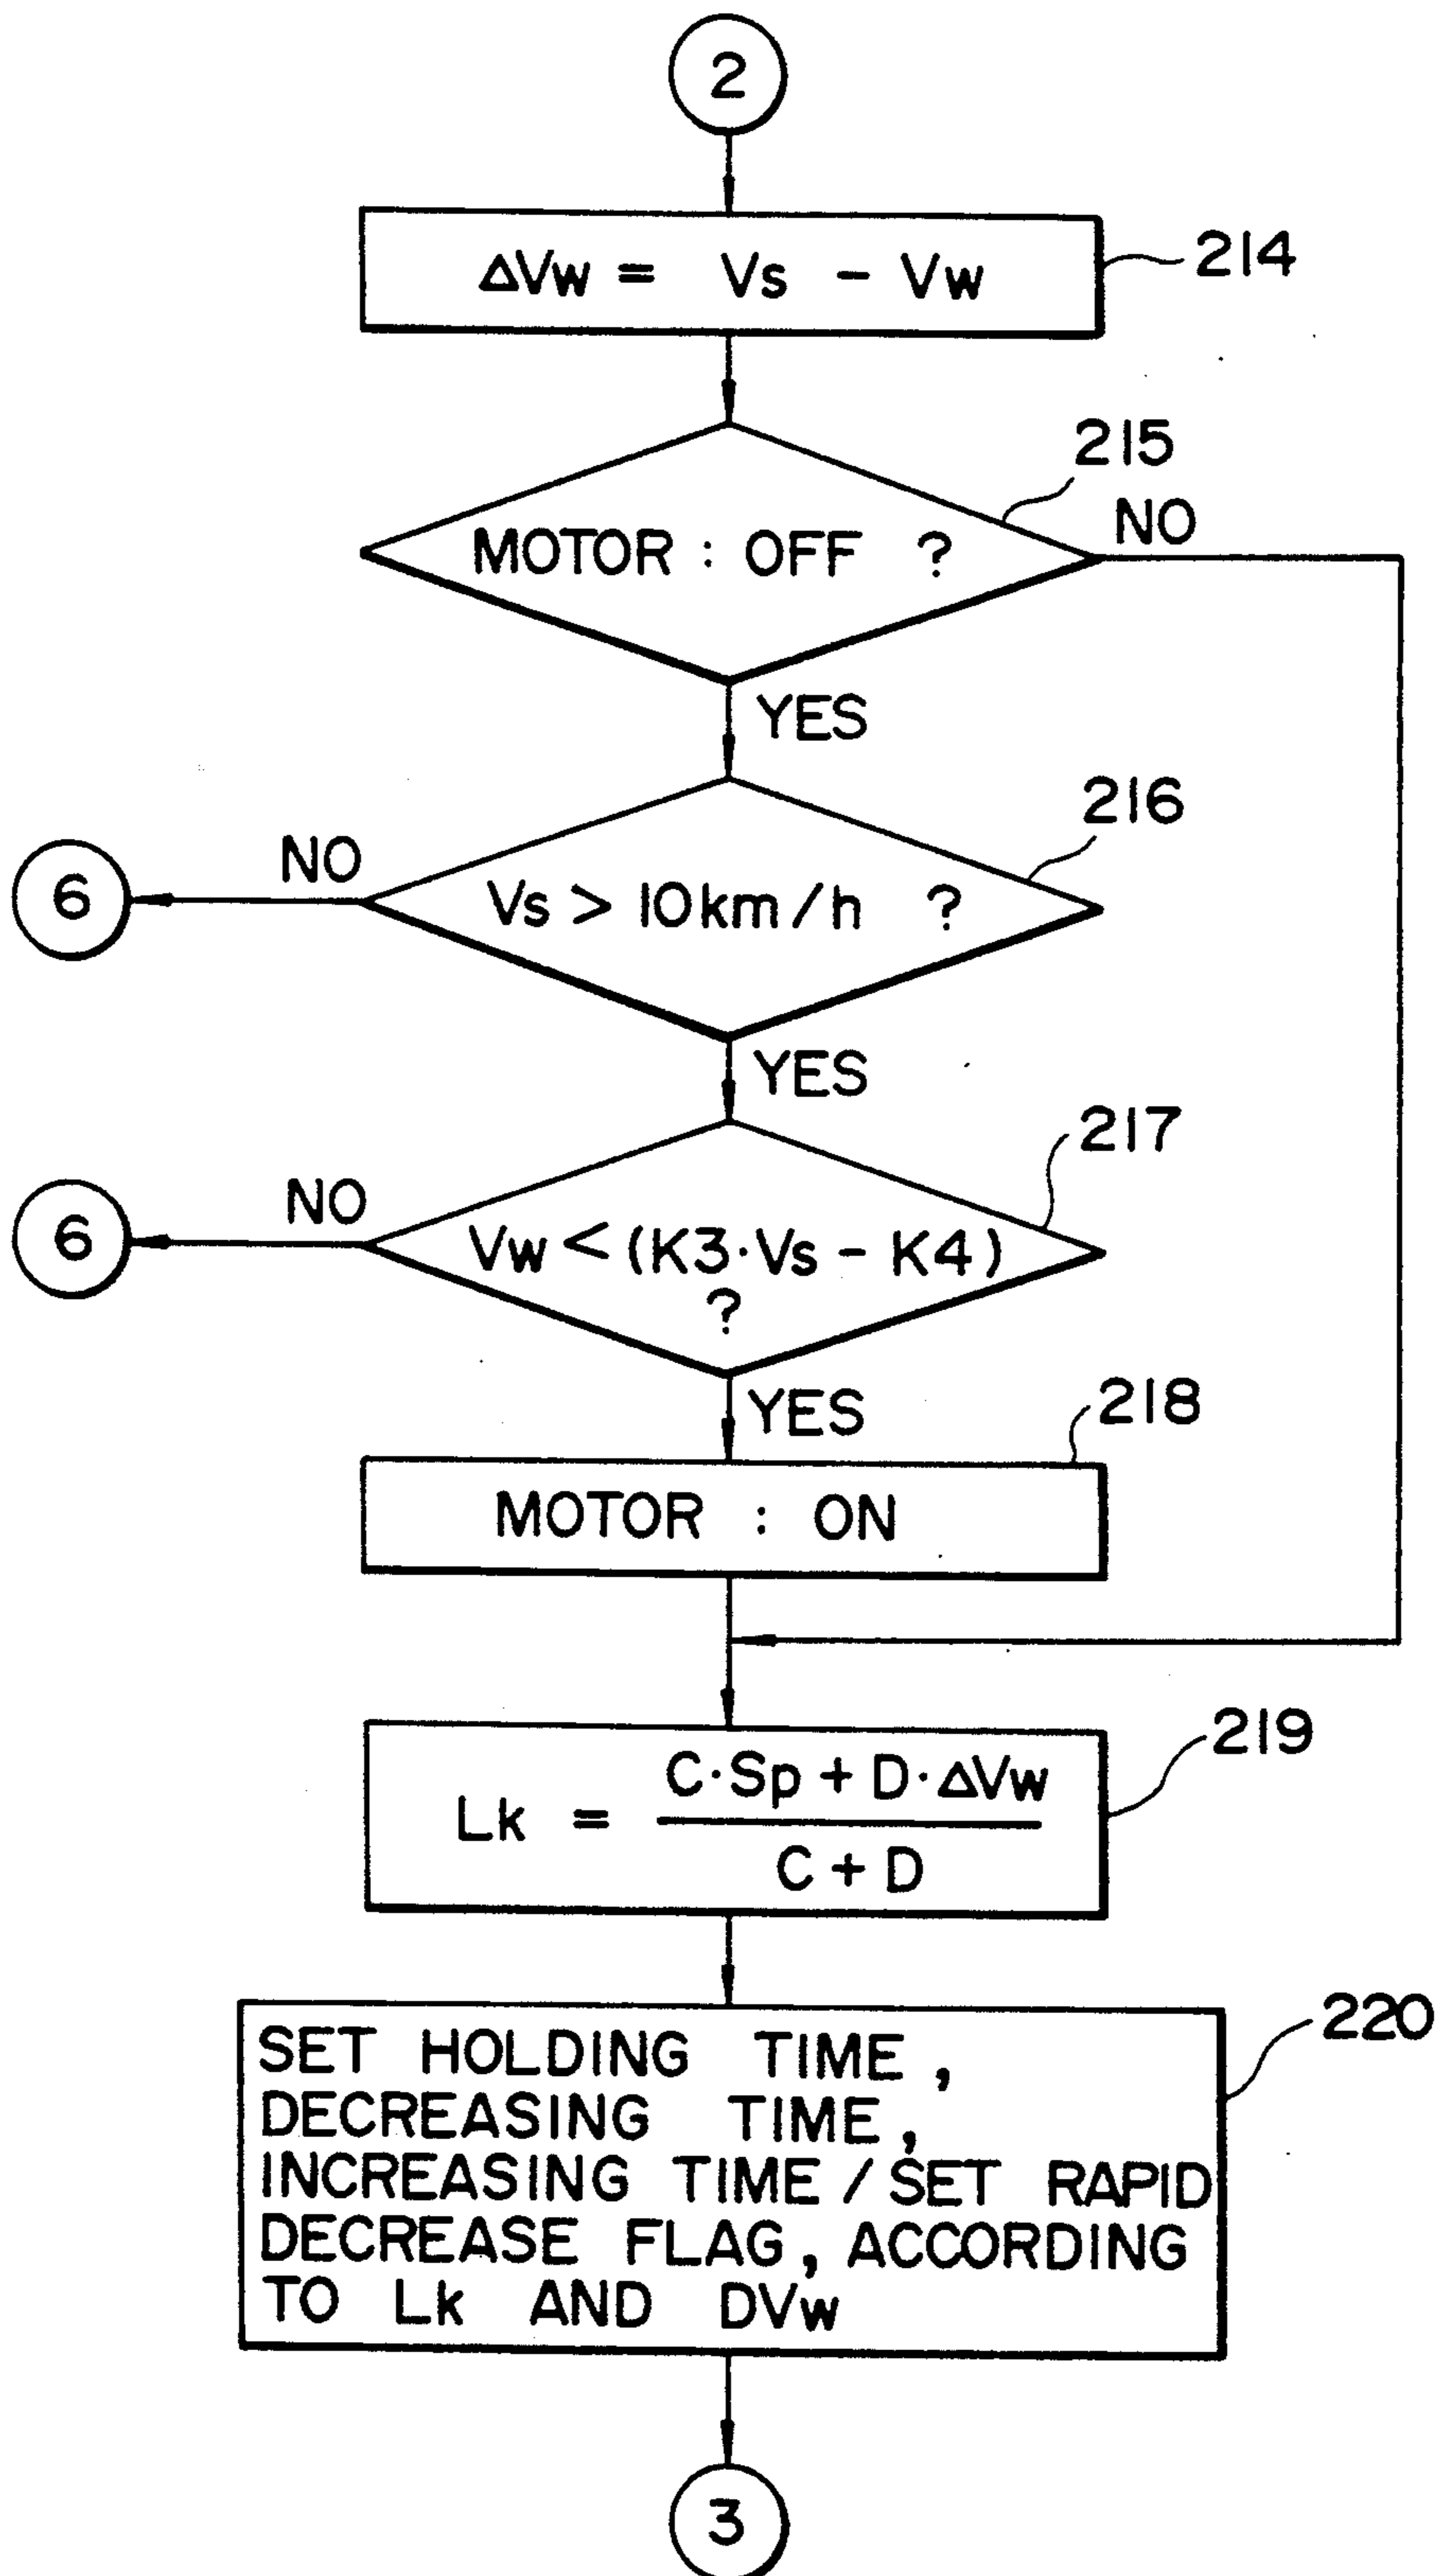 2
ΔVw = Vs - Vw
214
215
MOTOR : OFF ?
NO
YES
216
NO
6
Vs > 10km/h ?
YES
217
NO
6
Vw < (K3·Vs - K4)
?
YES
218
MOTOR : ON
219
C·Sp + D·ΔVw
Lk =
C + D
220
SET HOLDING TIME,
DECREASING TIME,
INCREASING TIME / SET RAPID
DECREASE FLAG, ACCORDING
TO Lk AND DVw
3